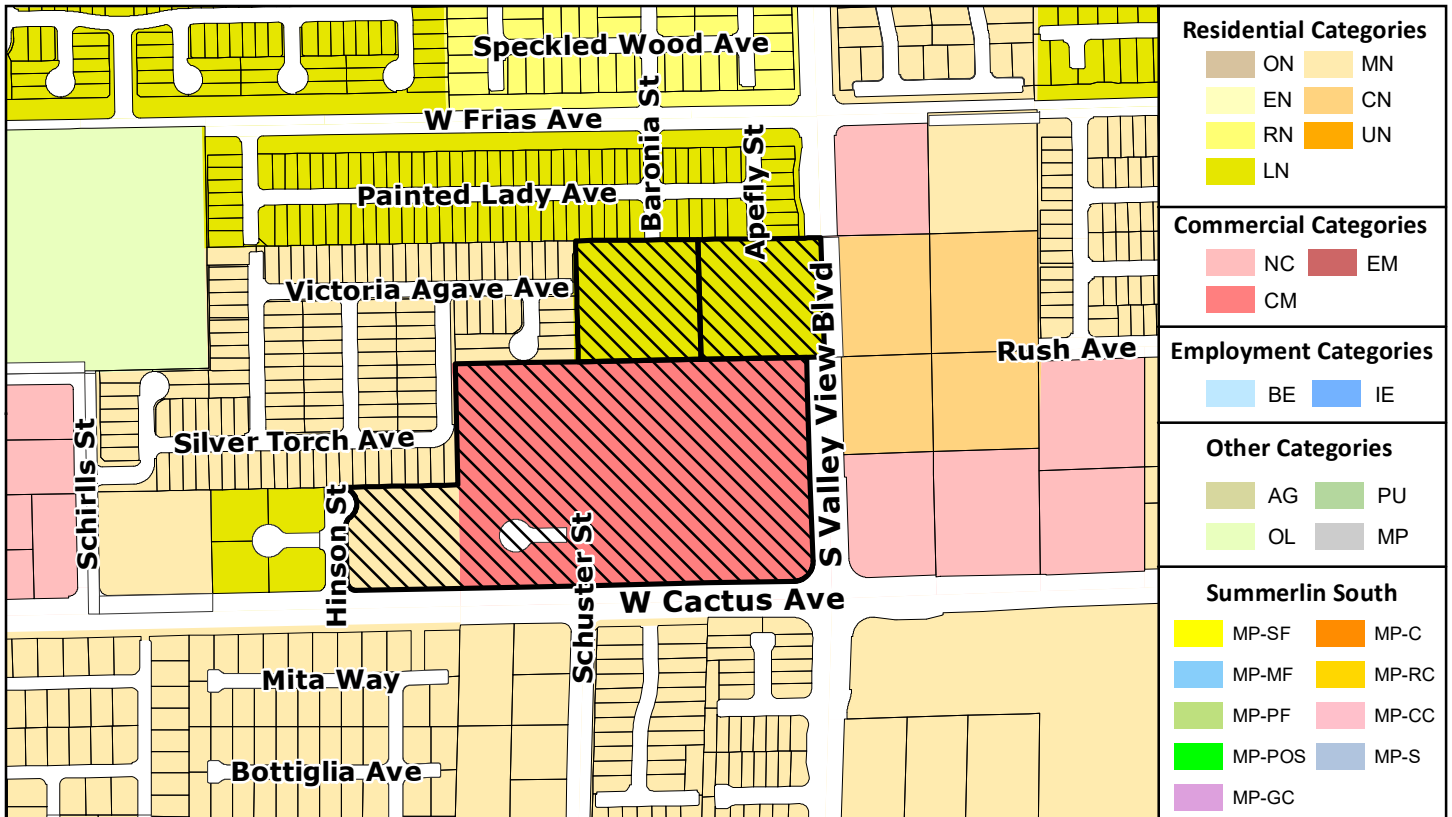 Speckled Wood Ave
Baronia St
W Frias Ave
Apefly St
Painted Lady Ave
Victoria Agave Ave
S Valley View Blvd
Rush Ave
Schirlls St
Silver Torch Ave
Hinson St
Schuster St
W Cactus Ave
Mita Way
Bottiglia Ave
Residential Categories
ON MN
EN CN
RN UN
LN
Commercial Categories
NC EM
CM
Employment Categories
BE IE
Other Categories
AG PU
OL MP
Summerlin South
MP-SF MP-C
MP-MF MP-RC
MP-PF MP-CC
MP-POS MP-S
MP-GC